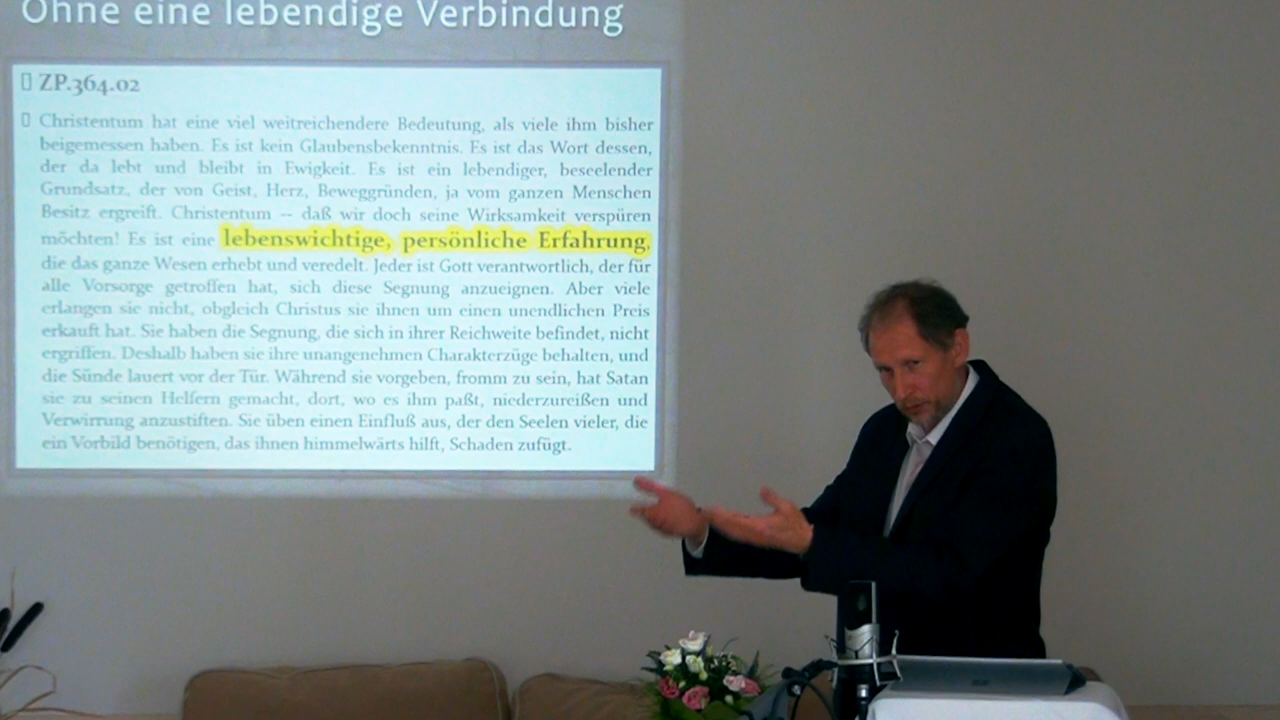 Ohne eine lebendige Verbindung
ZP.364.02
Christentum hat eine viel weitreichendere Bedeutung, als viele ihm bisher
beigemessen haben. Es ist kein Glaubensbekenntnis. Es ist das Wort dessen,
der da lebt und bleibt in Ewigkeit. Es ist ein lebendiger, beseelender
Grundsatz, der von Geist, Herz, Beweggründen, ja vom ganzen Menschen
Besitz ergreift. Christentum -- daß wir doch seine Wirksamkeit verspüren
möchten! Es ist eine lebenswichtige, persönliche Erfahrung,
die das ganze Wesen erhebt und veredelt. Jeder ist Gott verantwortlich, der für
alle Vorsorge getroffen hat, sich diese Segnung anzueignen. Aber viele
erlangen sie nicht, obgleich Christus sie ihnen um einen unendlichen Preis
erkauft hat. Sie haben die Segnung, die sich in ihrer Reichweite befindet, nicht
ergriffen. Deshalb haben sie ihre unangenehmen Charakterzüge behalten, und
die Sünde lauert vor der Tür. Während sie vorgeben, fromm zu sein, hat Satan
sie zu seinen Helfern gemacht, dort, wo es ihm paßt, niederzureißen und
Verwirrung anzustiften. Sie üben einen Einfluß aus, der den Seelen vieler, die
ein Vorbild benötigen, das ihnen himmelwärts hilft, Schaden zufügt.